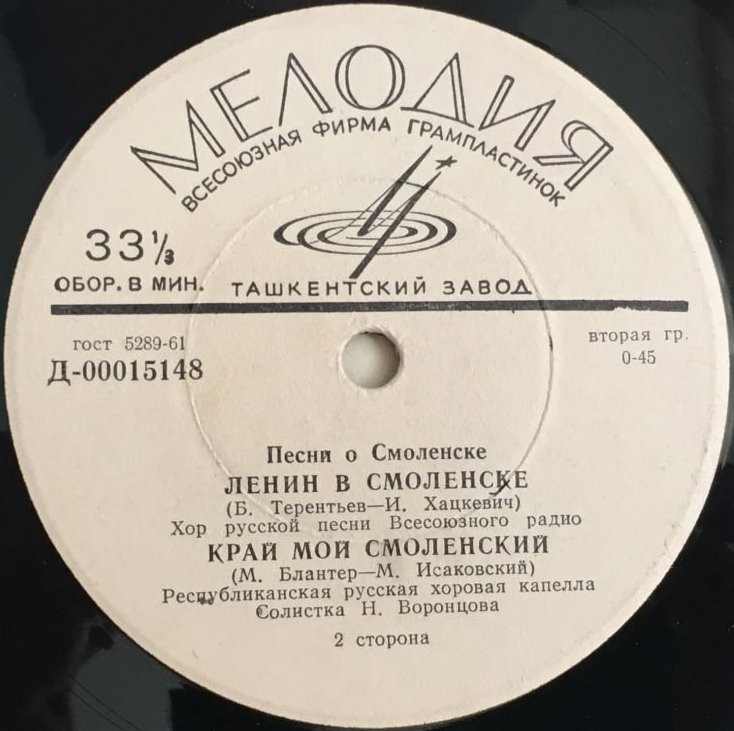 МЕЛОДИЯ
ВСЕСОЮЗНАЯ ФИРМА ГРАМПЛАСТИНОК
33⅓
ОБОР. В МИН.
ТАШКЕНТСКИЙ ЗАВОД
гост 5289-61
Д-00015148
вторая гр.
0-45
Песни о Смоленске
ЛЕНИН В СМОЛЕНСКЕ
(Б. Терентьев—И. Хацкевич)
Хор русской песни Всесоюзного радио
КРАЙ МОЙ СМОЛЕНСКИЙ
(М. Блантер—М. Исаковский)
Республиканская русская хоровая капелла
Солистка Н. Воронцова
2 сторона